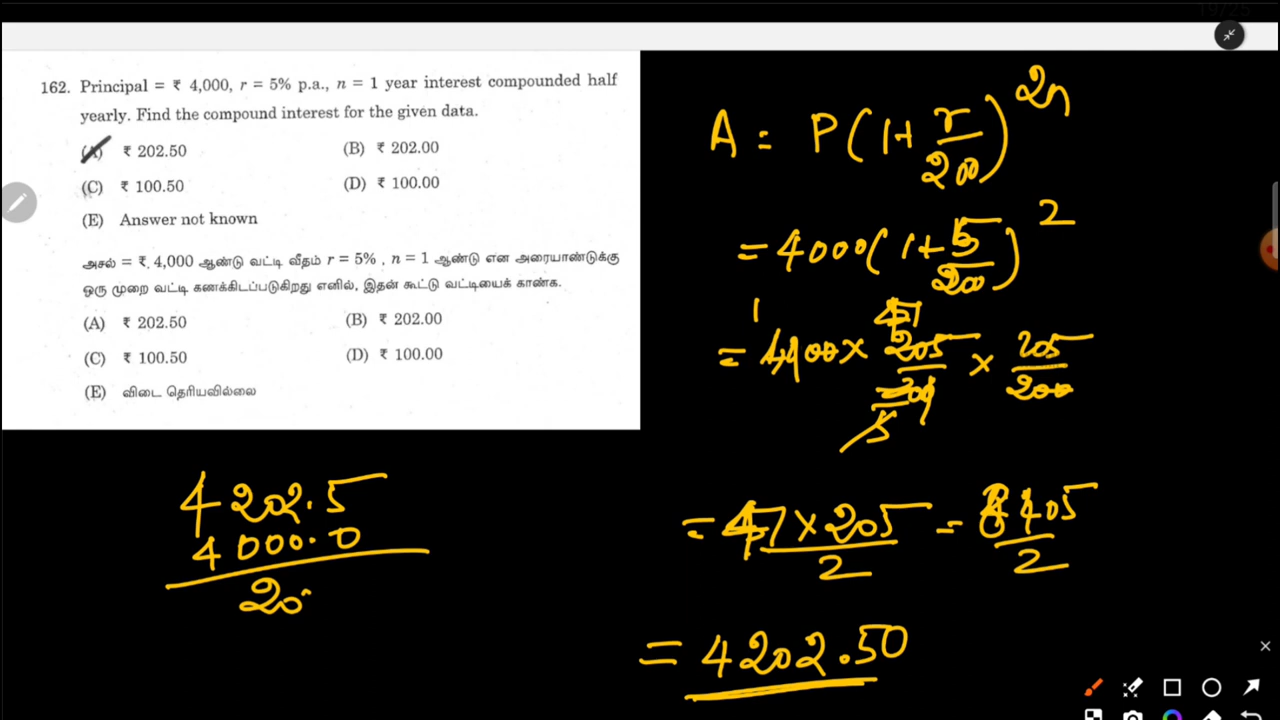 19/25
162. Principal = ₹ 4,000, r = 5% p.a., n = 1 year interest compounded half
yearly. Find the compound interest for the given data.
(A) ₹ 202.50 (B) ₹ 202.00
(C) ₹ 100.50 (D) ₹ 100.00
(E) Answer not known
அசல் = ₹. 4,000 ஆண்டு வட்டி வீதம் r = 5% , n = 1 ஆண்டு என அரையாண்டுக்கு
ஒரு முறை வட்டி கணக்கிடப்படுகிறது எனில், இதன் கூட்டு வட்டியைக் காண்க.
(A) ₹ 202.50 (B) ₹ 202.00
(C) ₹ 100.50 (D) ₹ 100.00
(E) விடை தெரியவில்லை
A = P(1+ r/200)^2n
= 4000(1+ 5/200)^2
= 4000 × 205/200 × 205/200
= 41 × 205/2 = 8405/2
= 4202.50
4202.5
4000.0
20